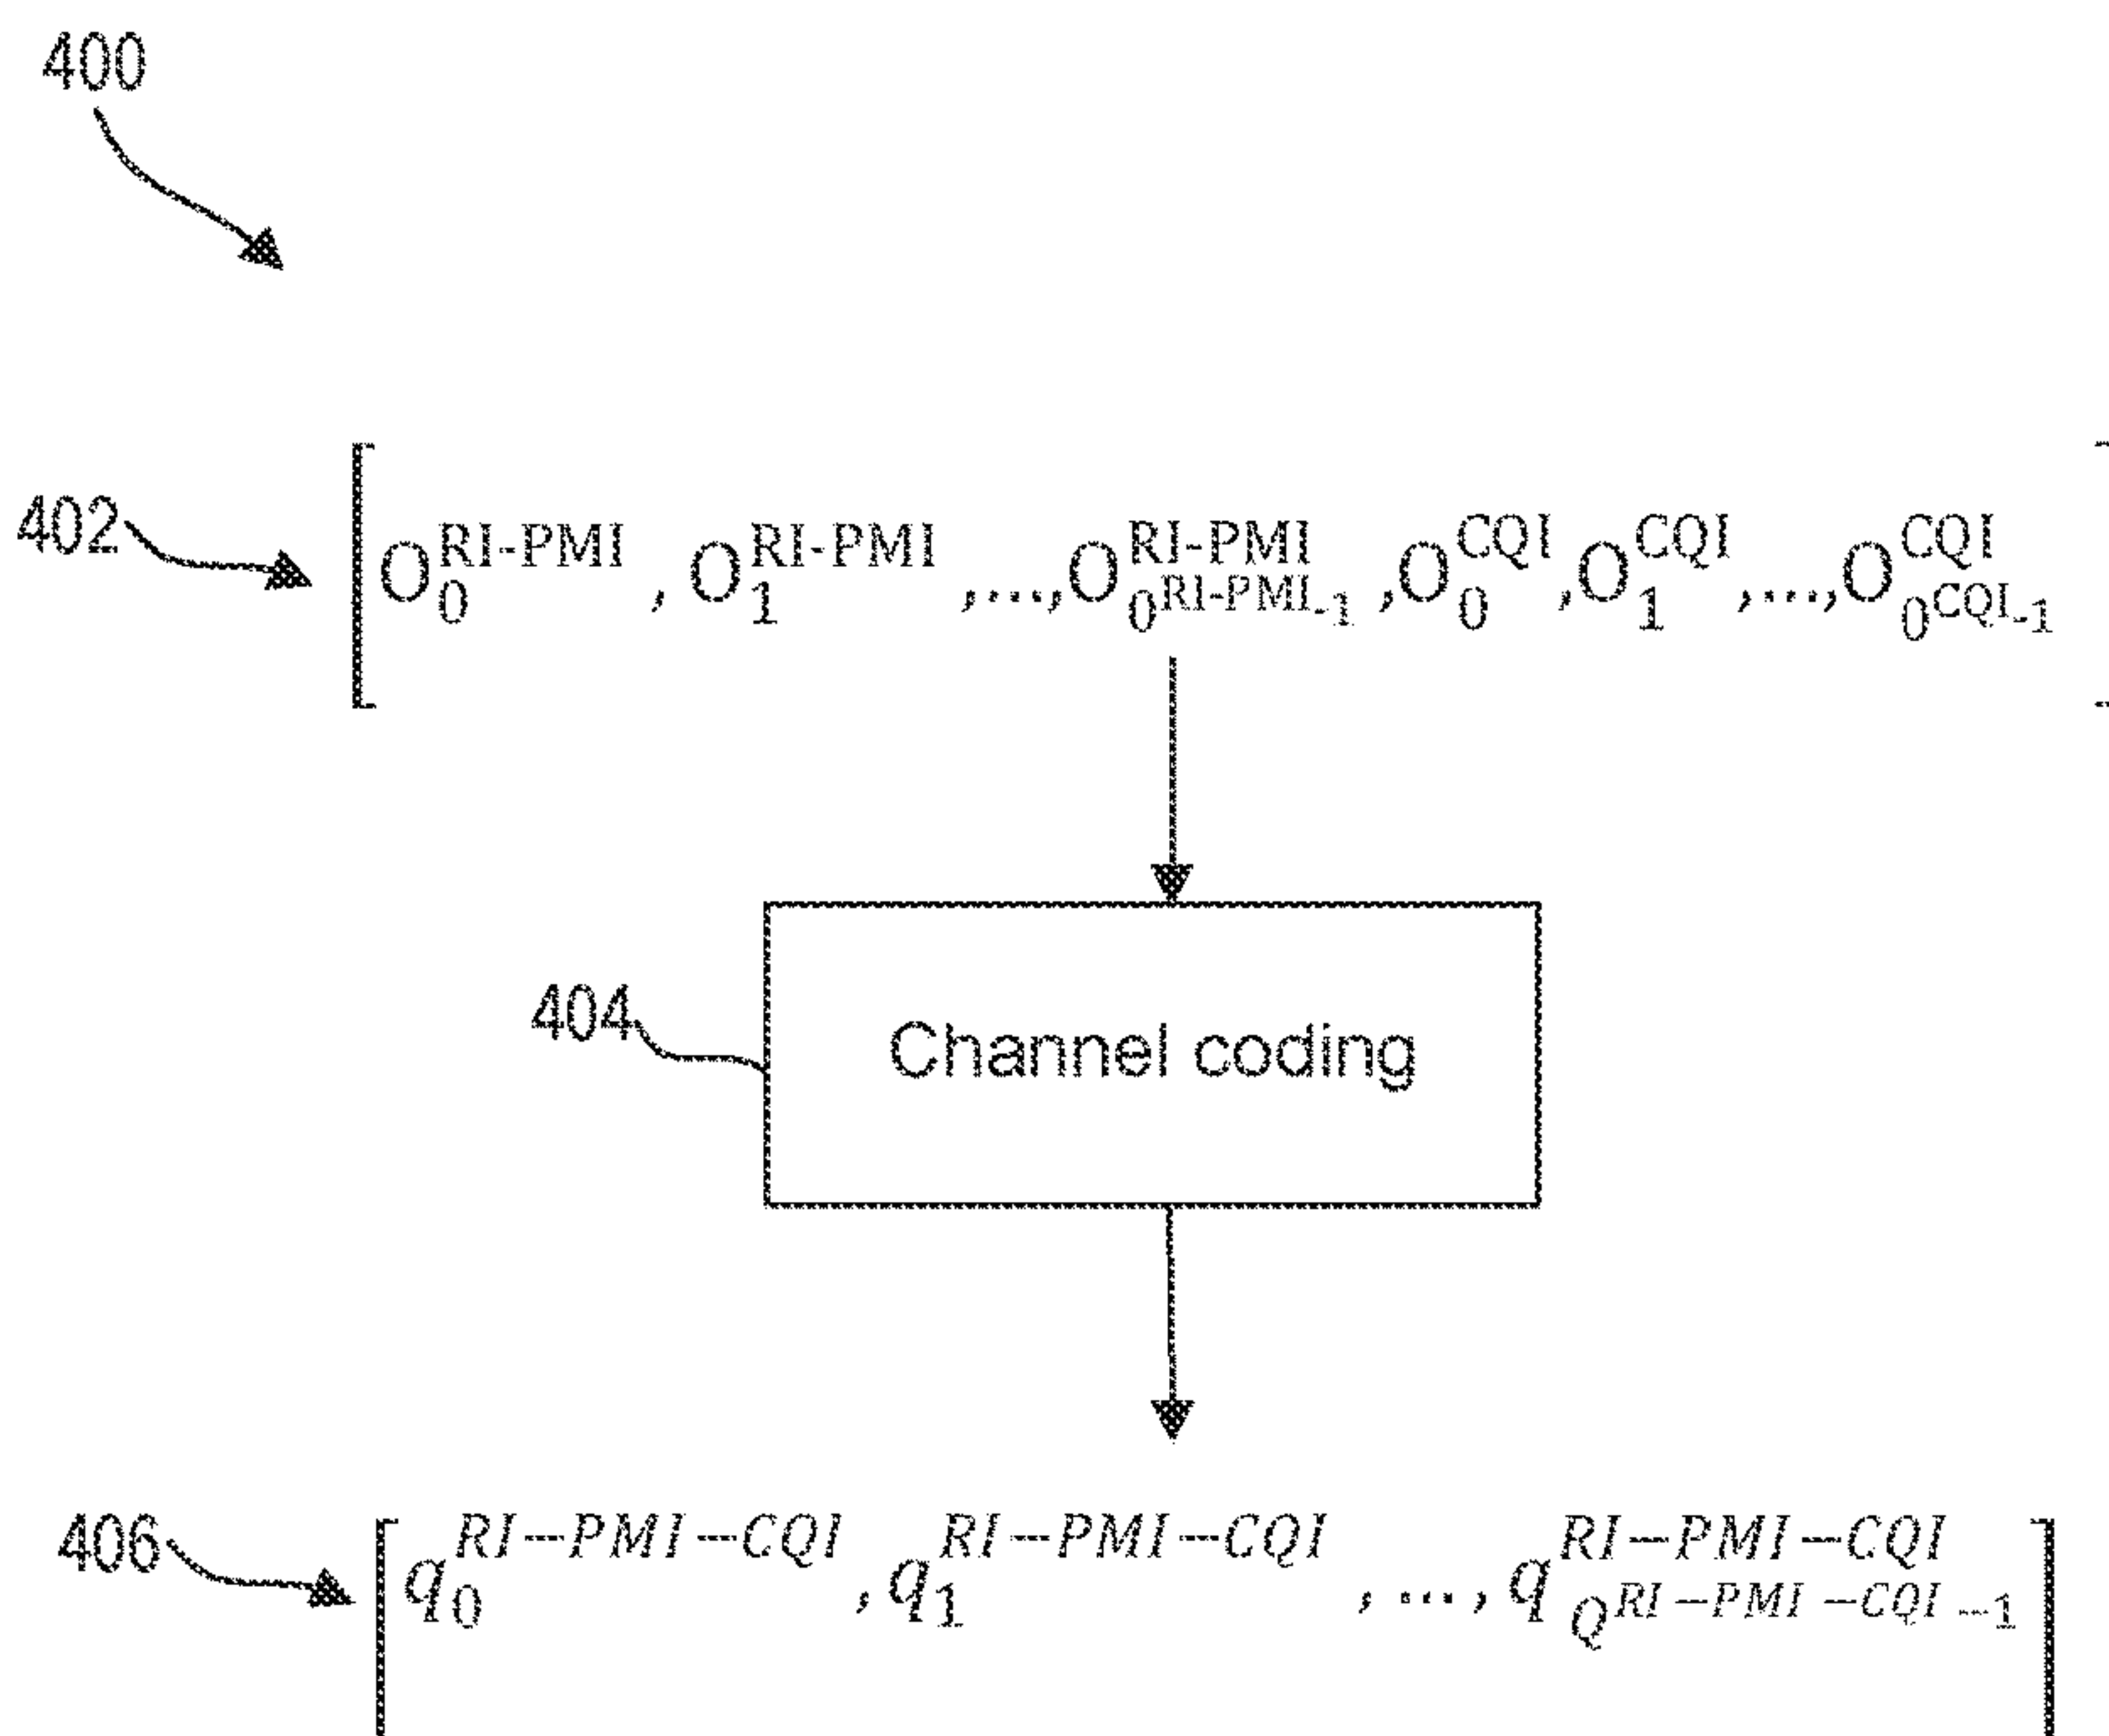 400
402 [O_0^{RI-PMI}, O_1^{RI-PMI}, ..., O_{0^{RI-PMI}-1}^{RI-PMI}, O_0^{CQI}, O_1^{CQI}, ..., O_{0^{CQI}-1}^{CQI}]
404 Channel coding
406 [q_0^{RI-PMI-CQI}, q_1^{RI-PMI-CQI}, ..., q_{Q^{RI-PMI-CQI}-1}^{RI-PMI-CQI}]